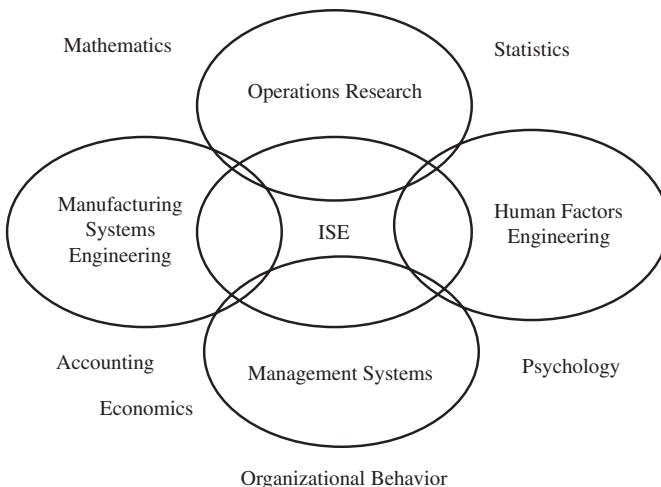 Mathematics
Statistics
Operations Research
Manufacturing
Systems
Engineering
ISE
Human Factors
Engineering
Accounting
Management Systems
Psychology
Economics
Organizational Behavior